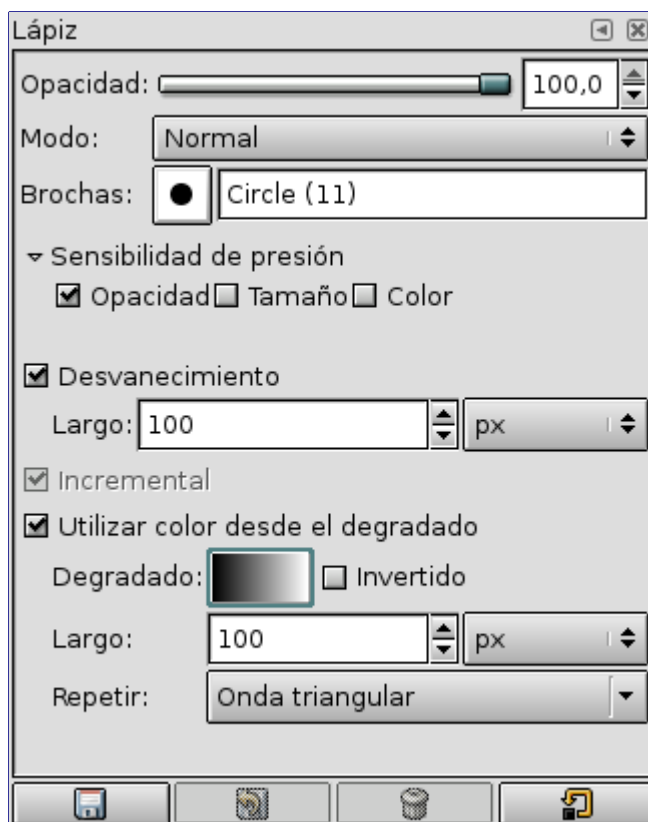 Lápiz
Opacidad: 100,0
Modo: Normal
Brochas: Circle (11)
Sensibilidad de presión
Opacidad Tamaño Color
Desvanecimiento
Largo: 100 px
Incremental
Utilizar color desde el degradado
Degradado: Invertido
Largo: 100 px
Repetir: Onda triangular